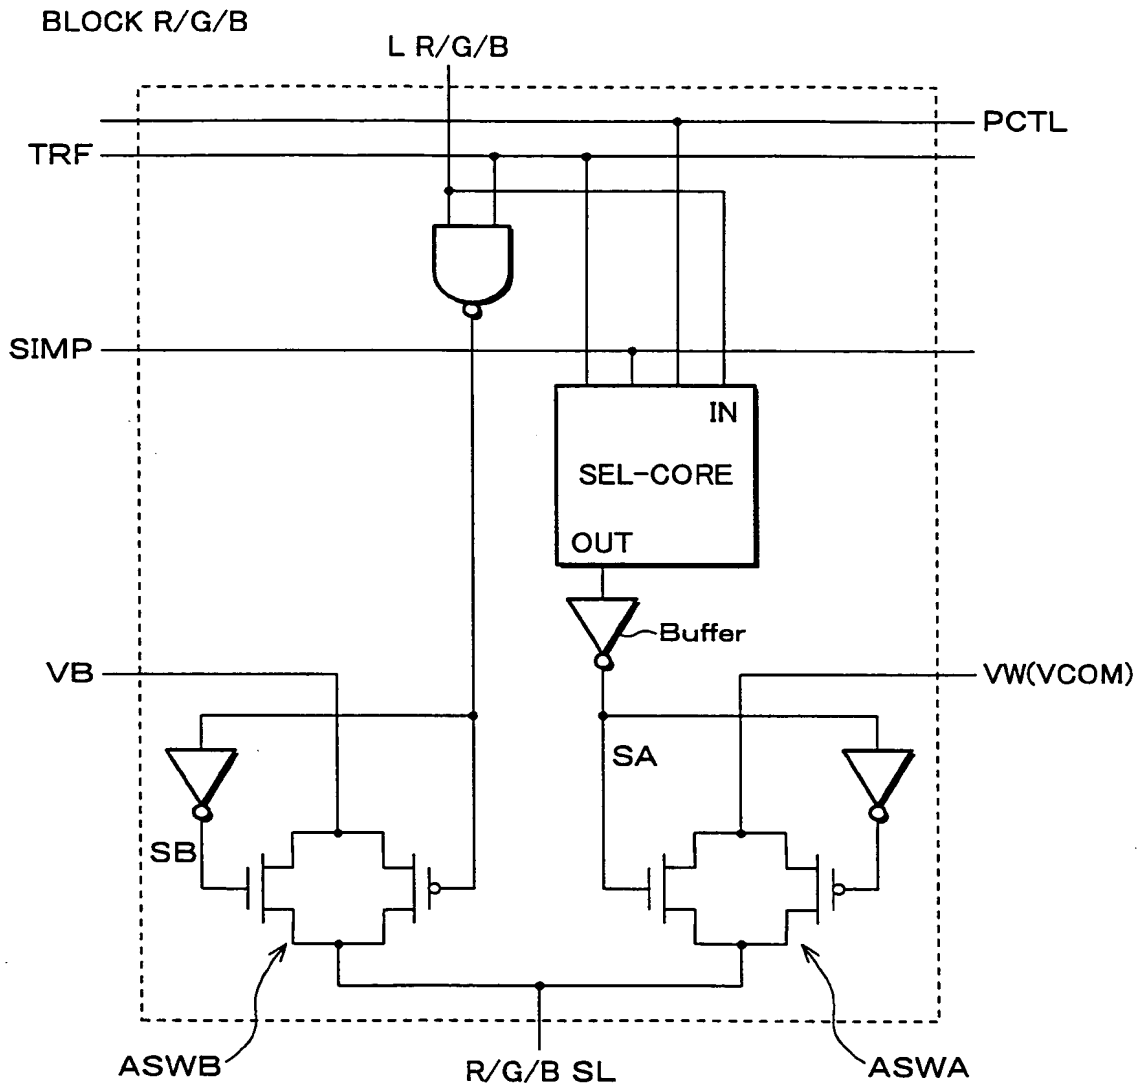 BLOCK R/G/B
L R/G/B
PCTL
TRF
SIMP
IN
SEL-CORE
OUT
Buffer
VB
VW(VCOM)
SA
SB
ASWB
R/G/B SL
ASWA